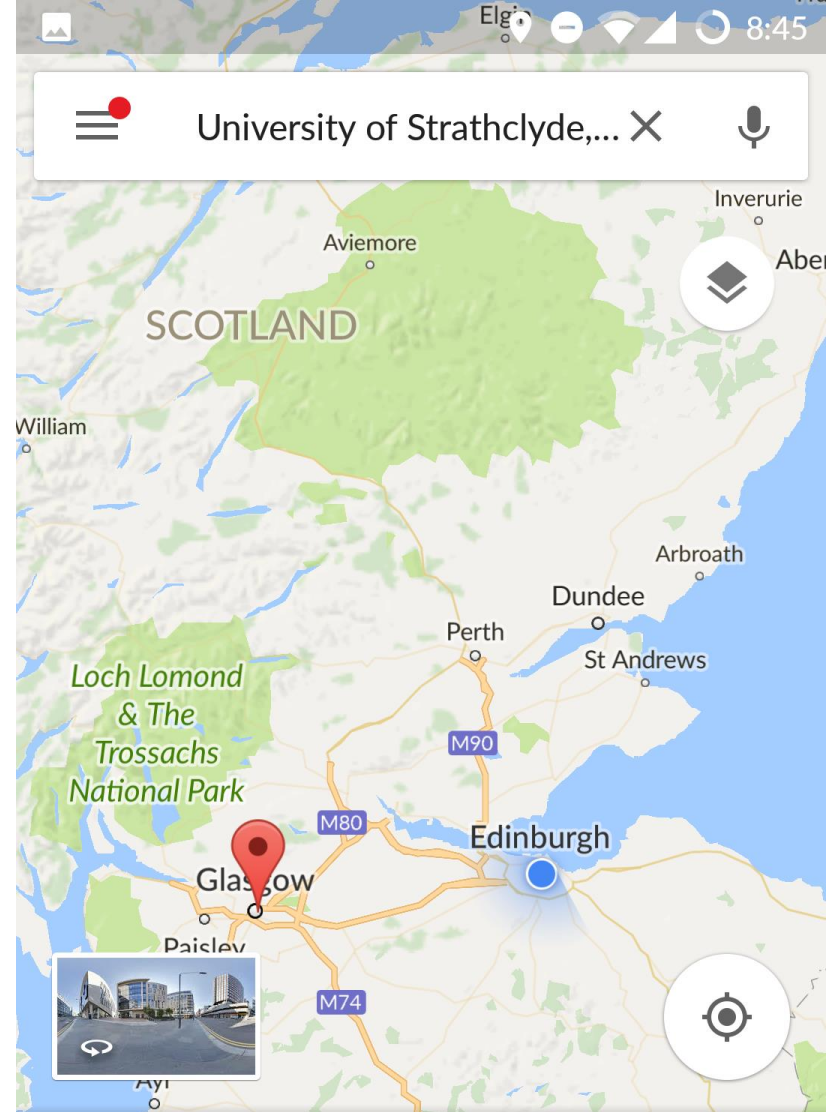 Elgin
8:45
University of Strathclyde,...
Inverurie
Aviemore
Aber
SCOTLAND
William
Arbroath
Dundee
Perth
St Andrews
Loch Lomond
& The
Trossachs
National Park
M90
M80
Edinburgh
Glasgow
Paisley
M74
Ayr